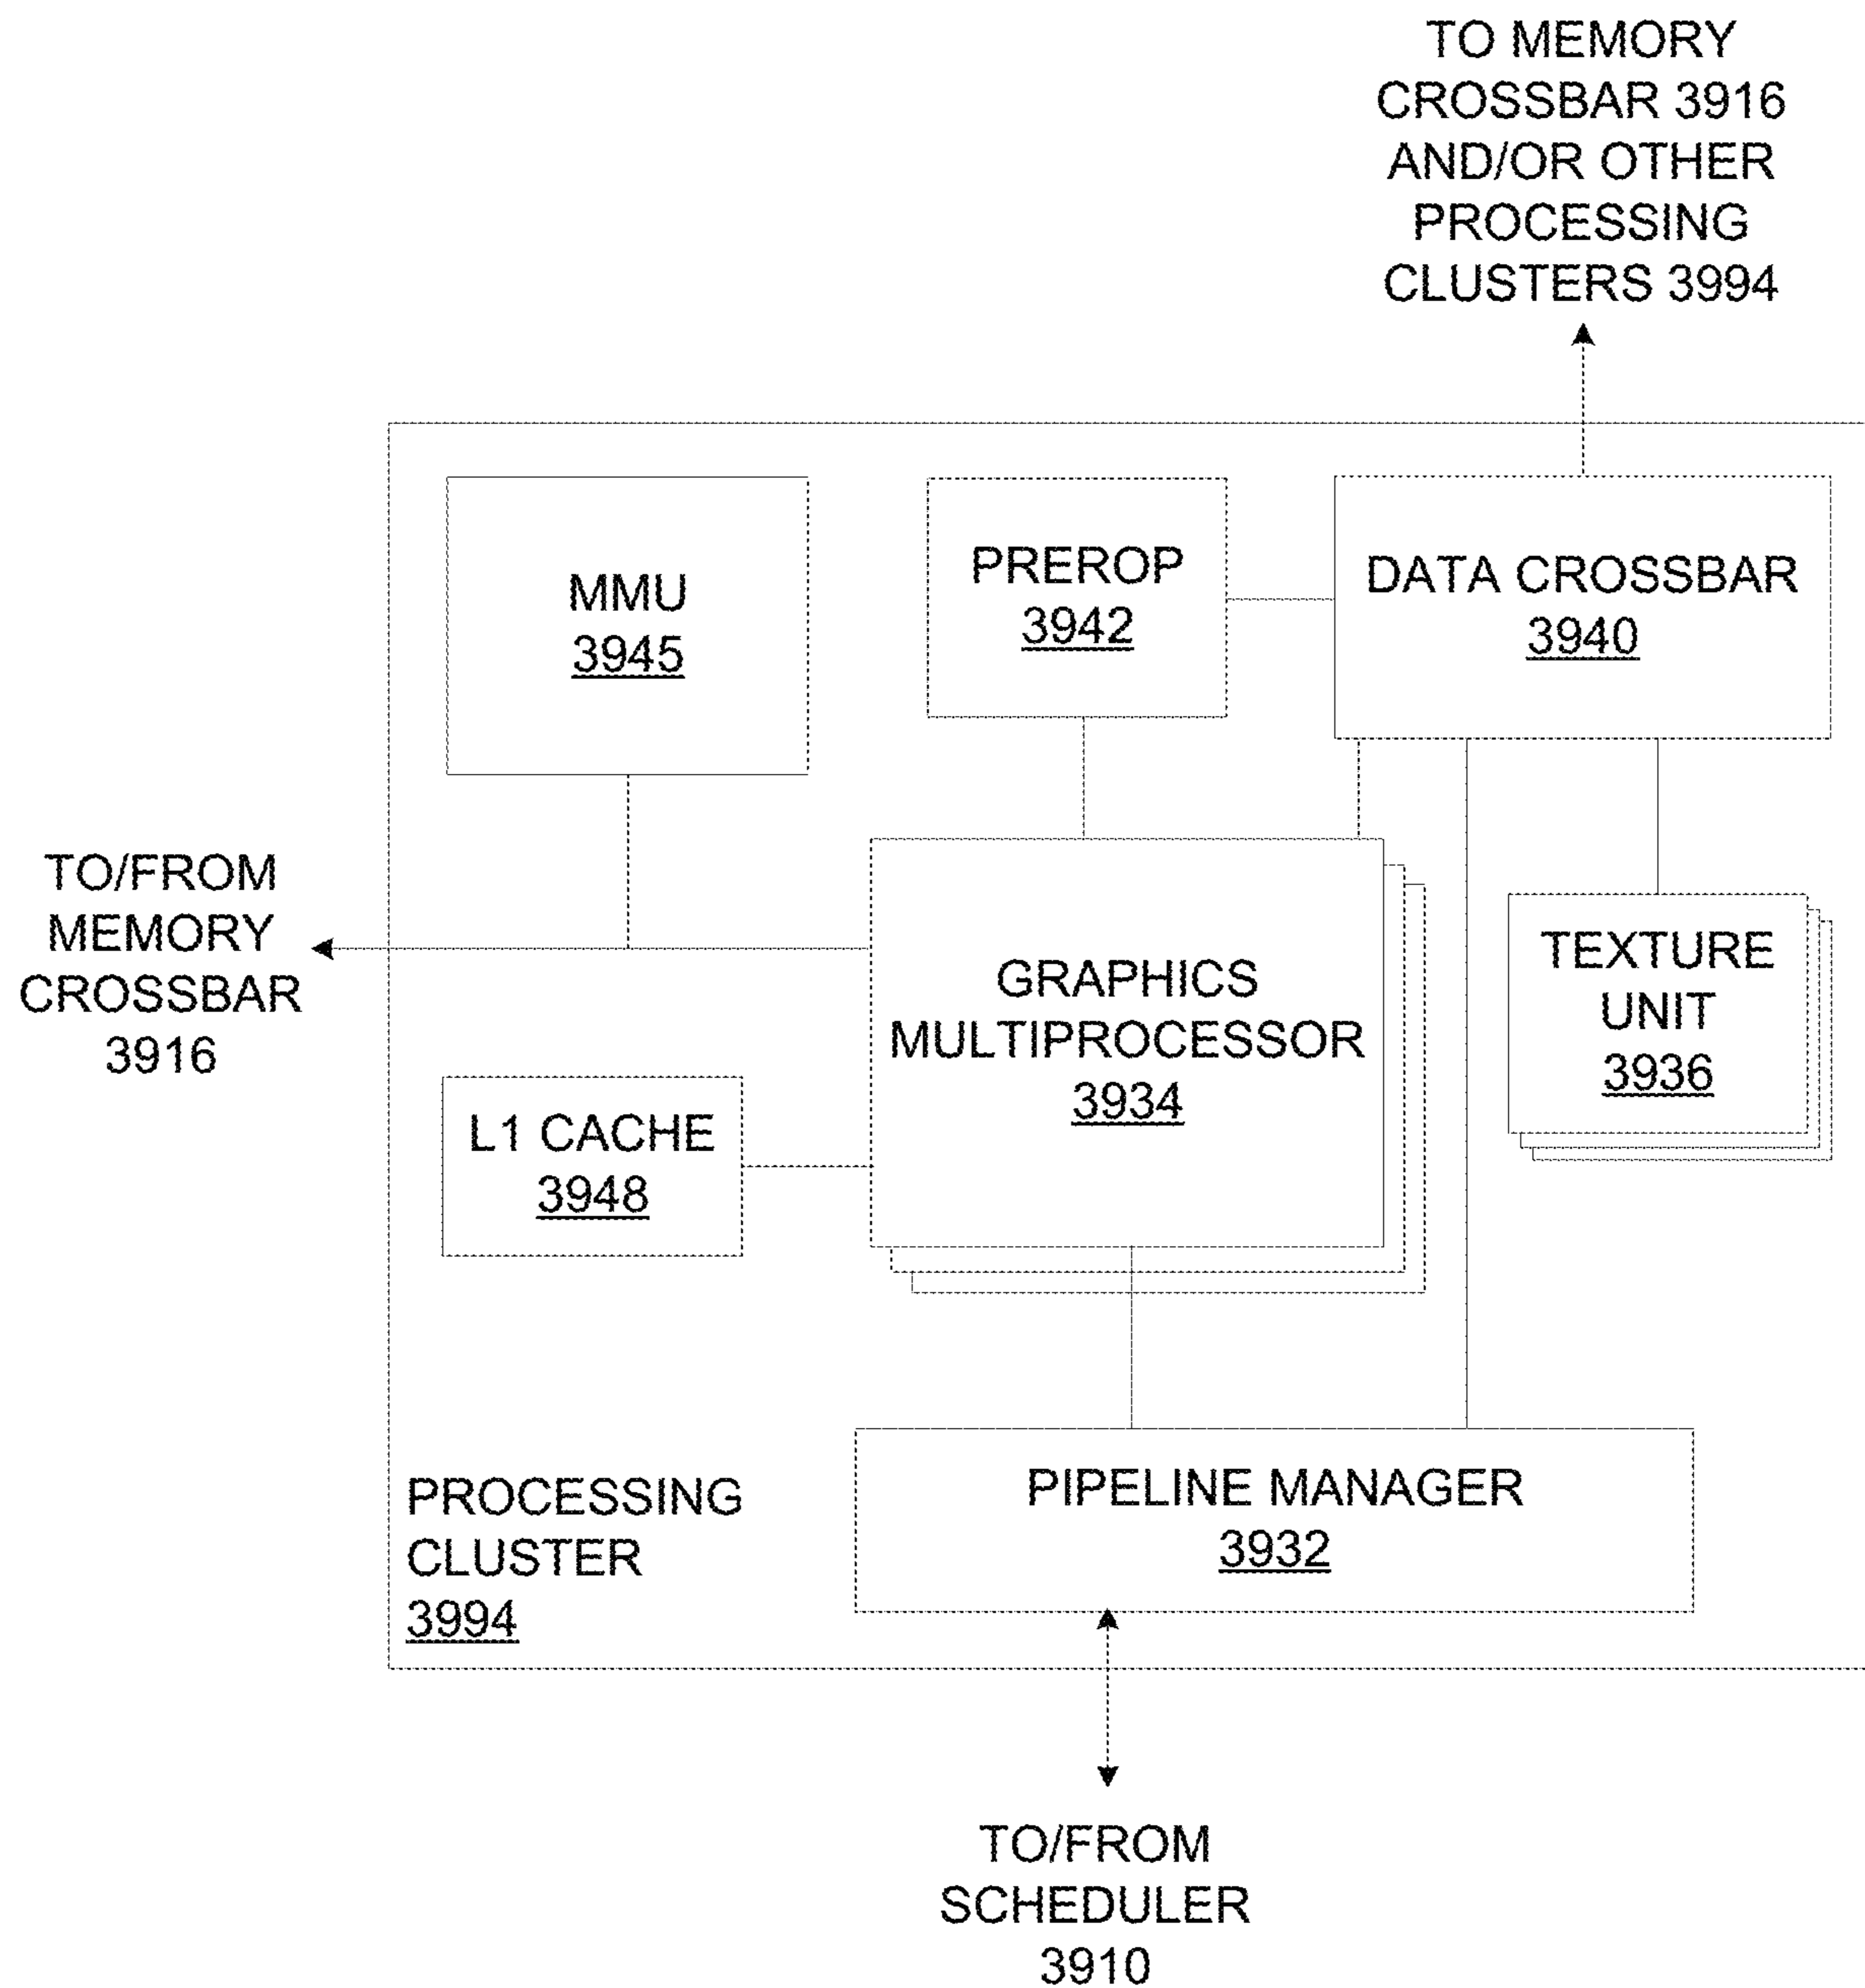 TO MEMORY
CROSSBAR 3916
AND/OR OTHER
PROCESSING
CLUSTERS 3994
MMU
3945
PREROP
3942
DATA CROSSBAR
3940
TO/FROM
MEMORY
CROSSBAR
3916
GRAPHICS
MULTIPROCESSOR
3934
TEXTURE
UNIT
3936
L1 CACHE
3948
PROCESSING
CLUSTER
3994
PIPELINE MANAGER
3932
TO/FROM
SCHEDULER
3910